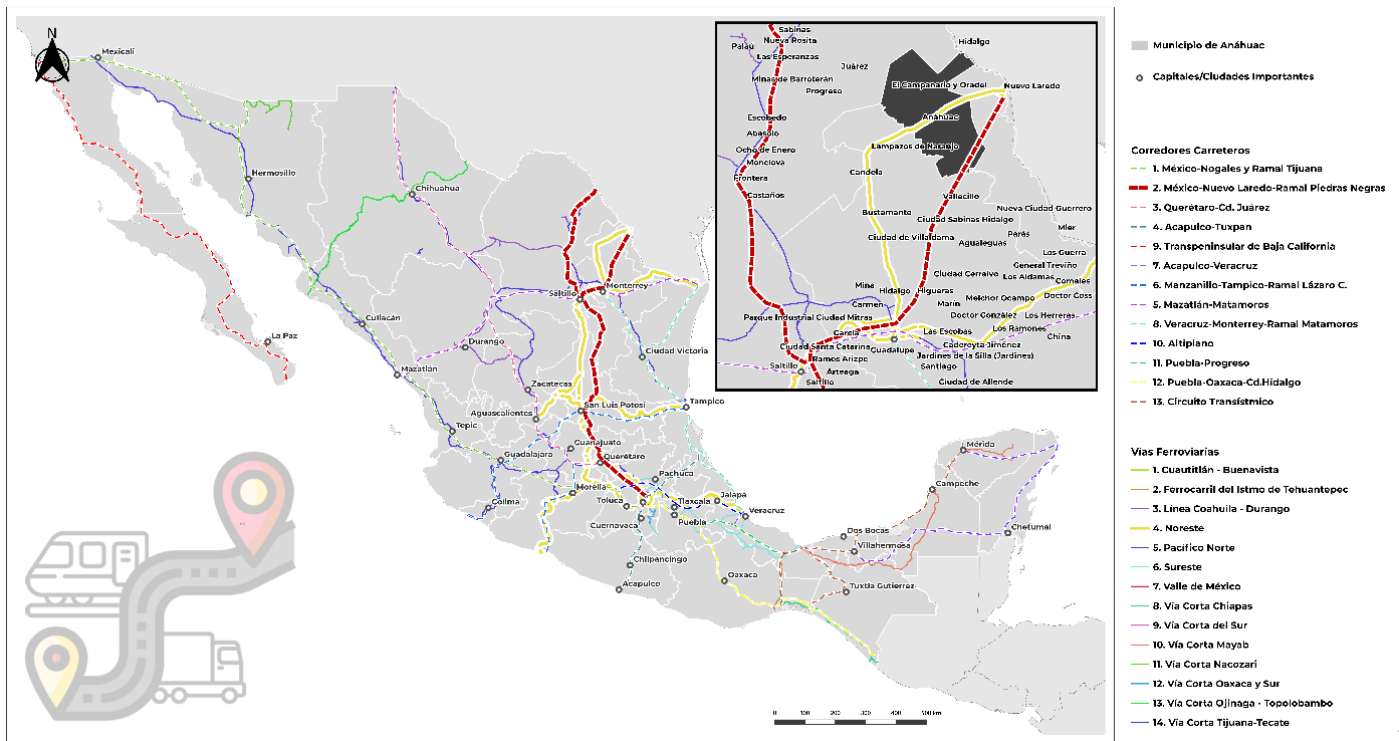 N
Mexicali
Hermosillo
Chihuahua
Culiacán
La Paz
Mazatlán
Durango
Zacatecas
Saltillo
Monterrey
Ciudad Victoria
San Luis Potosí
Tampico
Aguascalientes
Tepic
Guadalajara
Guanajuato
Querétaro
Pachuca
Morelia
Toluca
Tlaxcala
Jalapa
Colima
Cuernavaca
Puebla
Veracruz
Chilpancingo
Acapulco
Oaxaca
Dos Bocas
Villahermosa
Tuxtla Gutierrez
Mérida
Campeche
Chetumal
0 100 200 300 400 500 km
Sabinas
Nueva Rosita
Palaú
Las Esperanzas
Minas de Barroterán
Juárez
Progreso
Hidalgo
El Campanario y Oradel
Nuevo Laredo
Escobedo
Abasolo
Anáhuac
Ocho de Enero
Monclova
Lampazos de Naranjo
Frontera
Candela
Castaños
Vallecillo
Bustamante
Nueva Ciudad Guerrero
Ciudad Sabinas Hidalgo
Mier
Ciudad de Villaldama
Parás
Agualeguas
Los Guerra
General Treviño
Ciudad Cerralvo
Los Aldamas
Comales
Mina
Hidalgo
Higueras
Melchor Ocampo
Doctor Coss
Carmen
Marín
Parque Industrial Ciudad Mitras
Doctor González
Los Herreras
García
Las Escobas
Los Ramones
Ciudad Santa Catarina
Guadalupe
Cadereyta Jiménez
China
Ramos Arizpe
Jardines de la Silla (Jardines)
Saltillo
Arteaga
Santiago
Saltillo
Ciudad de Allende
Municipio de Anáhuac
Capitales/Ciudades Importantes
Corredores Carreteros
1. México-Nogales y Ramal Tijuana
2. México-Nuevo Laredo-Ramal Piedras Negras
3. Querétaro-Cd. Juárez
4. Acapulco-Tuxpan
9. Transpeninsular de Baja California
7. Acapulco-Veracruz
6. Manzanillo-Tampico-Ramal Lázaro C.
5. Mazatlán-Matamoros
8. Veracruz-Monterrey-Ramal Matamoros
10. Altiplano
11. Puebla-Progreso
12. Puebla-Oaxaca-Cd.Hidalgo
13. Circuito Transístmico
Vías Ferroviarias
1. Cuautitlán - Buenavista
2. Ferrocarril del Istmo de Tehuantepec
3. Línea Coahuila - Durango
4. Noreste
5. Pacífico Norte
6. Sureste
7. Valle de México
8. Vía Corta Chiapas
9. Vía Corta del Sur
10. Vía Corta Mayab
11. Vía Corta Nacozari
12. Vía Corta Oaxaca y Sur
13. Vía Corta Ojinaga - Topolobambo
14. Vía Corta Tijuana-Tecate